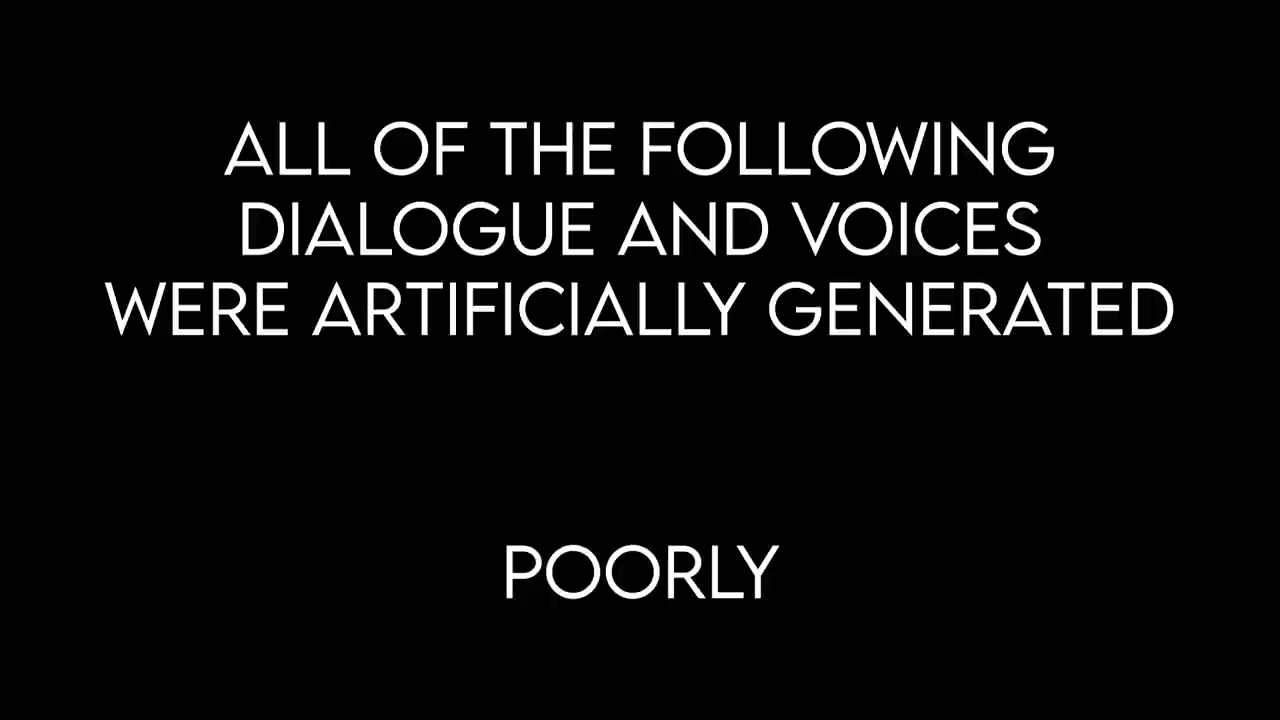 ALL OF THE FOLLOWING
DIALOGUE AND VOICES
WERE ARTIFICIALLY GENERATED
POORLY